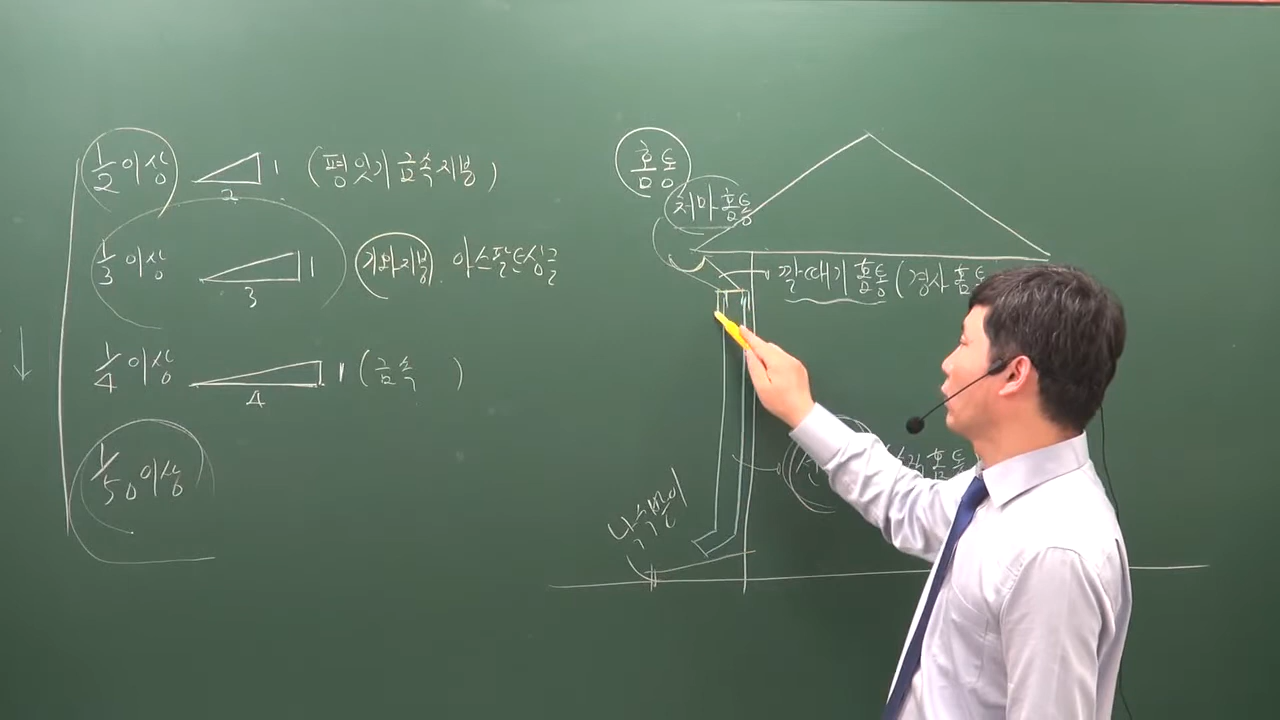 1/2 이상 2 1 (평잇기 금속지붕)
1/3 이상 3 1 기와지붕. 아스팔트싱글
1/4 이상 4 1 (금속 )
1/50 이상
홈통
처마홈통
깔때기 홈통 (경사 홈통
홈통
낙수받이